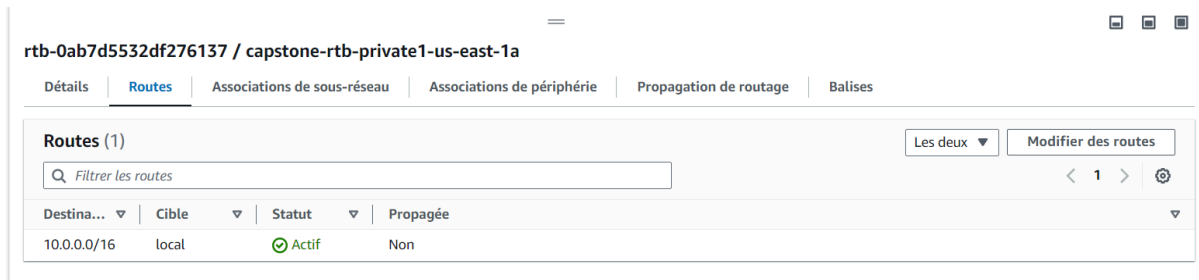 rtb-0ab7d5532df276137 / capstone-rtb-private1-us-east-1a
Détails Routes Associations de sous-réseau Associations de périphérie Propagation de routage Balises
Routes (1) Les deux Modifier des routes
Filtrer les routes 1
Destina... Cible Statut Propagée
10.0.0.0/16 local Actif Non